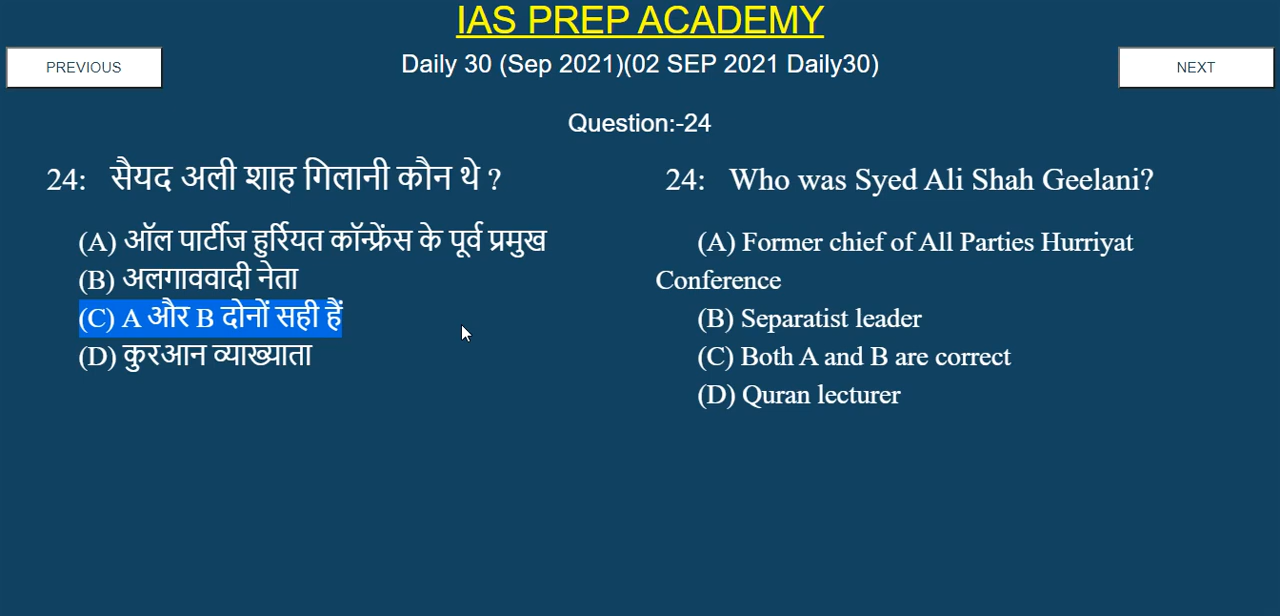 IAS PREP ACADEMY
PREVIOUS
Daily 30 (Sep 2021)(02 SEP 2021 Daily30)
NEXT
Question:-24
24: सैयद अली शाह गिलानी कौन थे ?
(A) ऑल पार्टीज हुर्रियत कॉन्फ्रेंस के पूर्व प्रमुख
(B) अलगाववादी नेता
(C) A और B दोनों सही हैं
(D) कुरआन व्याख्याता
24: Who was Syed Ali Shah Geelani?
(A) Former chief of All Parties Hurriyat
Conference
(B) Separatist leader
(C) Both A and B are correct
(D) Quran lecturer